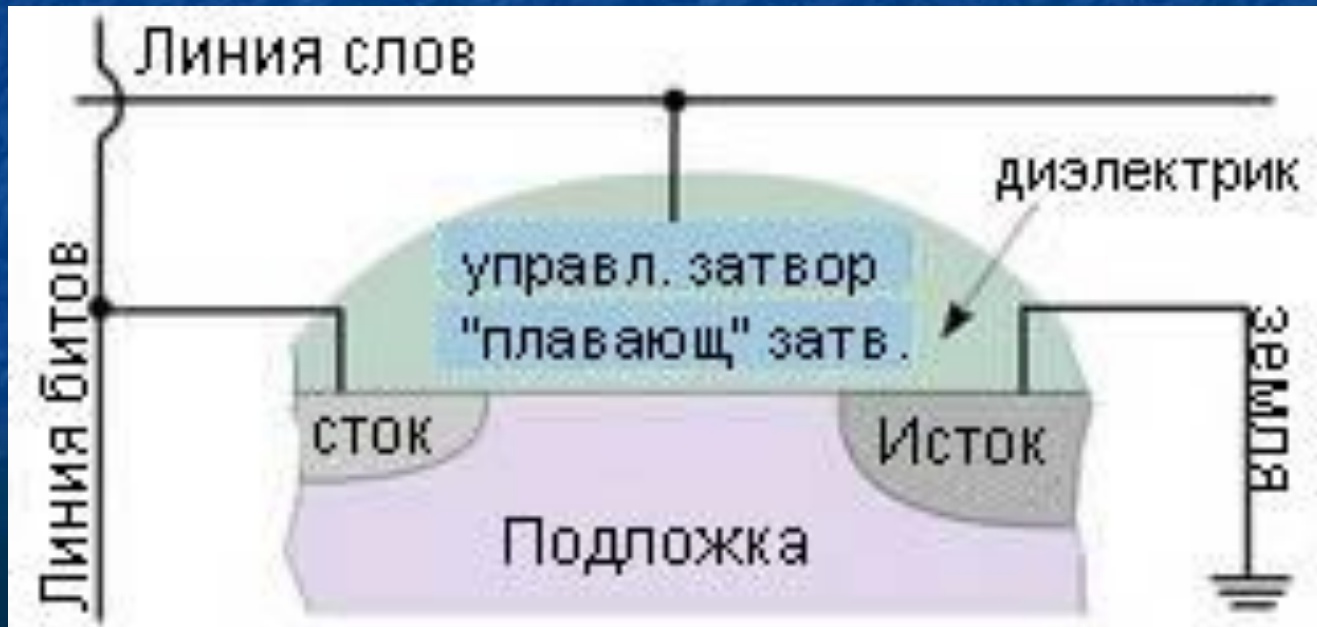 Линия слов
диэлектрик
управл. затвор
"плавающ" затв.
Линия битов
земля
сток
Исток
Подложка